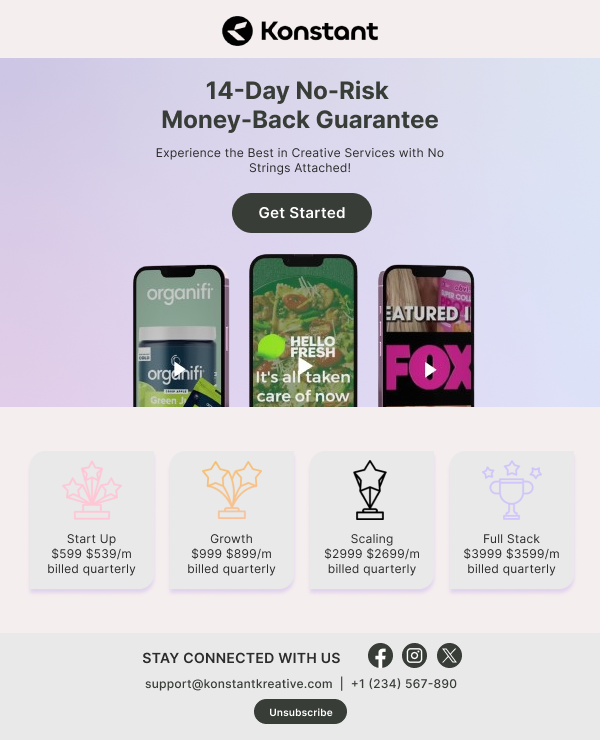 Konstant
14-Day No-Risk
Money-Back Guarantee
Experience the Best in Creative Services with No
Strings Attached!
Get Started
organifi
organifi
Green
HELLO
FRESH
It's all taken
care of now
EATURED I
FOX
Start Up
$599 $539/m
billed quarterly
Growth
$999 $899/m
billed quarterly
Scaling
$2999 $2699/m
billed quarterly
Full Stack
$3999 $3599/m
billed quarterly
STAY CONNECTED WITH US
support@konstantkreative.com | +1 (234) 567-890
Unsubscribe